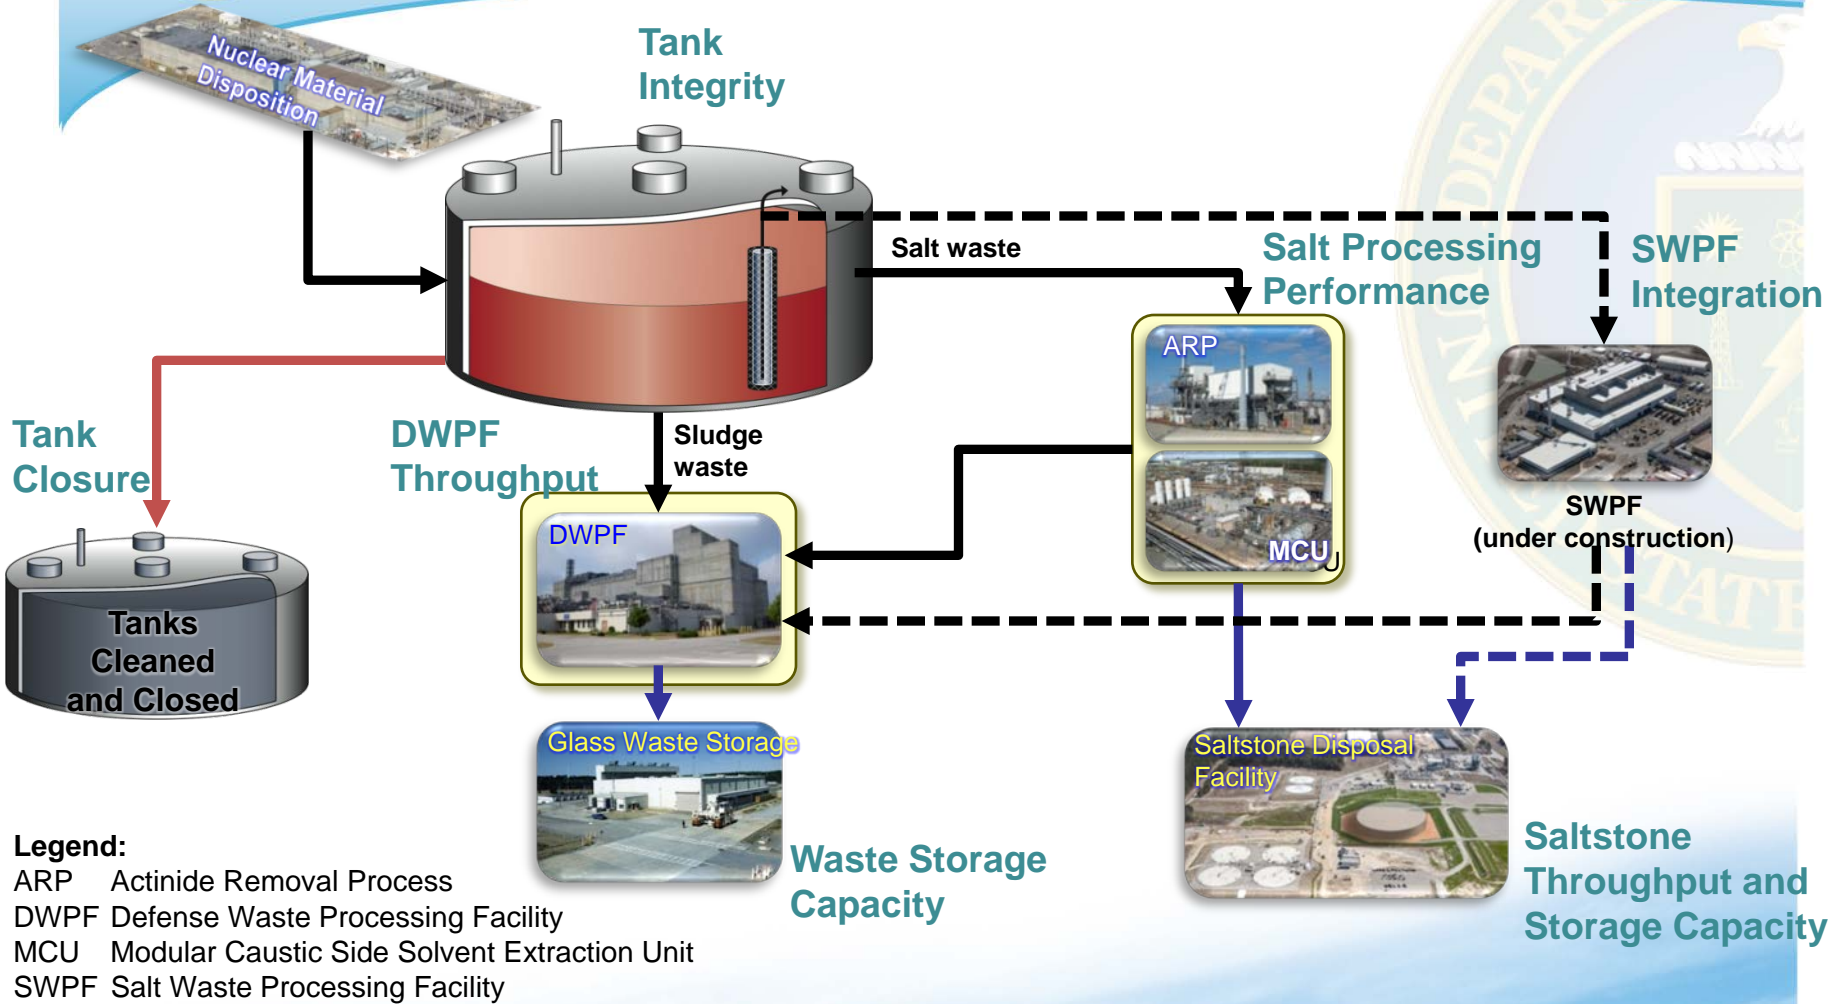 Nuclear Material
Disposition
Tank
Integrity
Salt waste
Salt Processing
Performance
SWPF
Integration
ARP
MCU
U
SWPF
(under construction)
Tank
Closure
DWPF
Throughput
Sludge
waste
DWPF
Tanks
Cleaned
and Closed
Glass Waste Storage
Saltstone Disposal
Facility
Waste Storage
Capacity
Saltstone
Throughput and
Storage Capacity
Legend:
ARP Actinide Removal Process
DWPF Defense Waste Processing Facility
MCU Modular Caustic Side Solvent Extraction Unit
SWPF Salt Waste Processing Facility